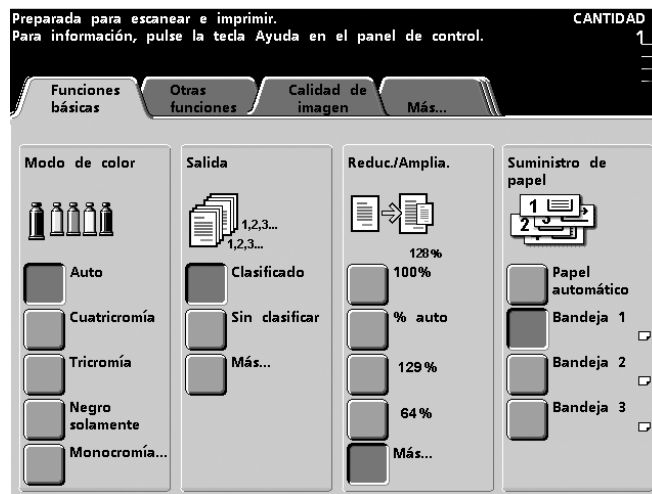 Preparada para escanear e imprimir.
Para información, pulse la tecla Ayuda en el panel de control.
CANTIDAD
1
Funciones
básicas
Otras
funciones
Calidad de
imagen
Más...
Modo de color
Auto
Cuatricromía
Tricromía
Negro
solamente
Monocromía...
Salida
1,2,3...
1,2,3...
Clasificado
Sin clasificar
Más...
Reduc./Amplia.
128%
100%
% auto
129%
64%
Más...
Suministro de
papel
1
2
3
Papel
automático
Bandeja 1
Bandeja 2
Bandeja 3